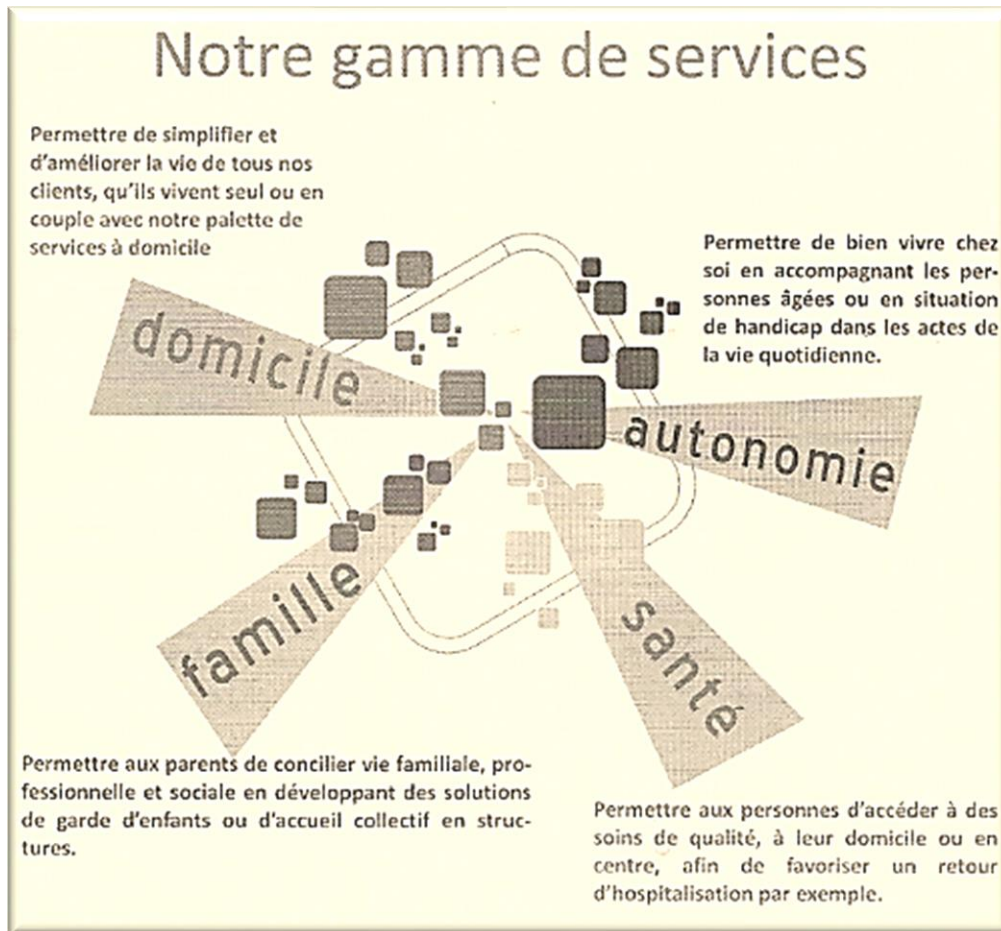 Notre gamme de services
Permettre de simplifier et
d'améliorer la vie de tous nos
clients, qu'ils vivent seul ou en
couple avec notre palette de
services à domicile
Permettre de bien vivre chez
soi en accompagnant les per-
sonnes âgées ou en situation
de handicap dans les actes de
la vie quotidienne.
domicile
autonomie
famille
santé
Permettre aux parents de concilier vie familiale, pro-
fessionnelle et sociale en développant des solutions
de garde d'enfants ou d'accueil collectif en struc-
tures.
Permettre aux personnes d'accéder à des
soins de qualité, à leur domicile ou en
centre, afin de favoriser un retour
d'hospitalisation par exemple.